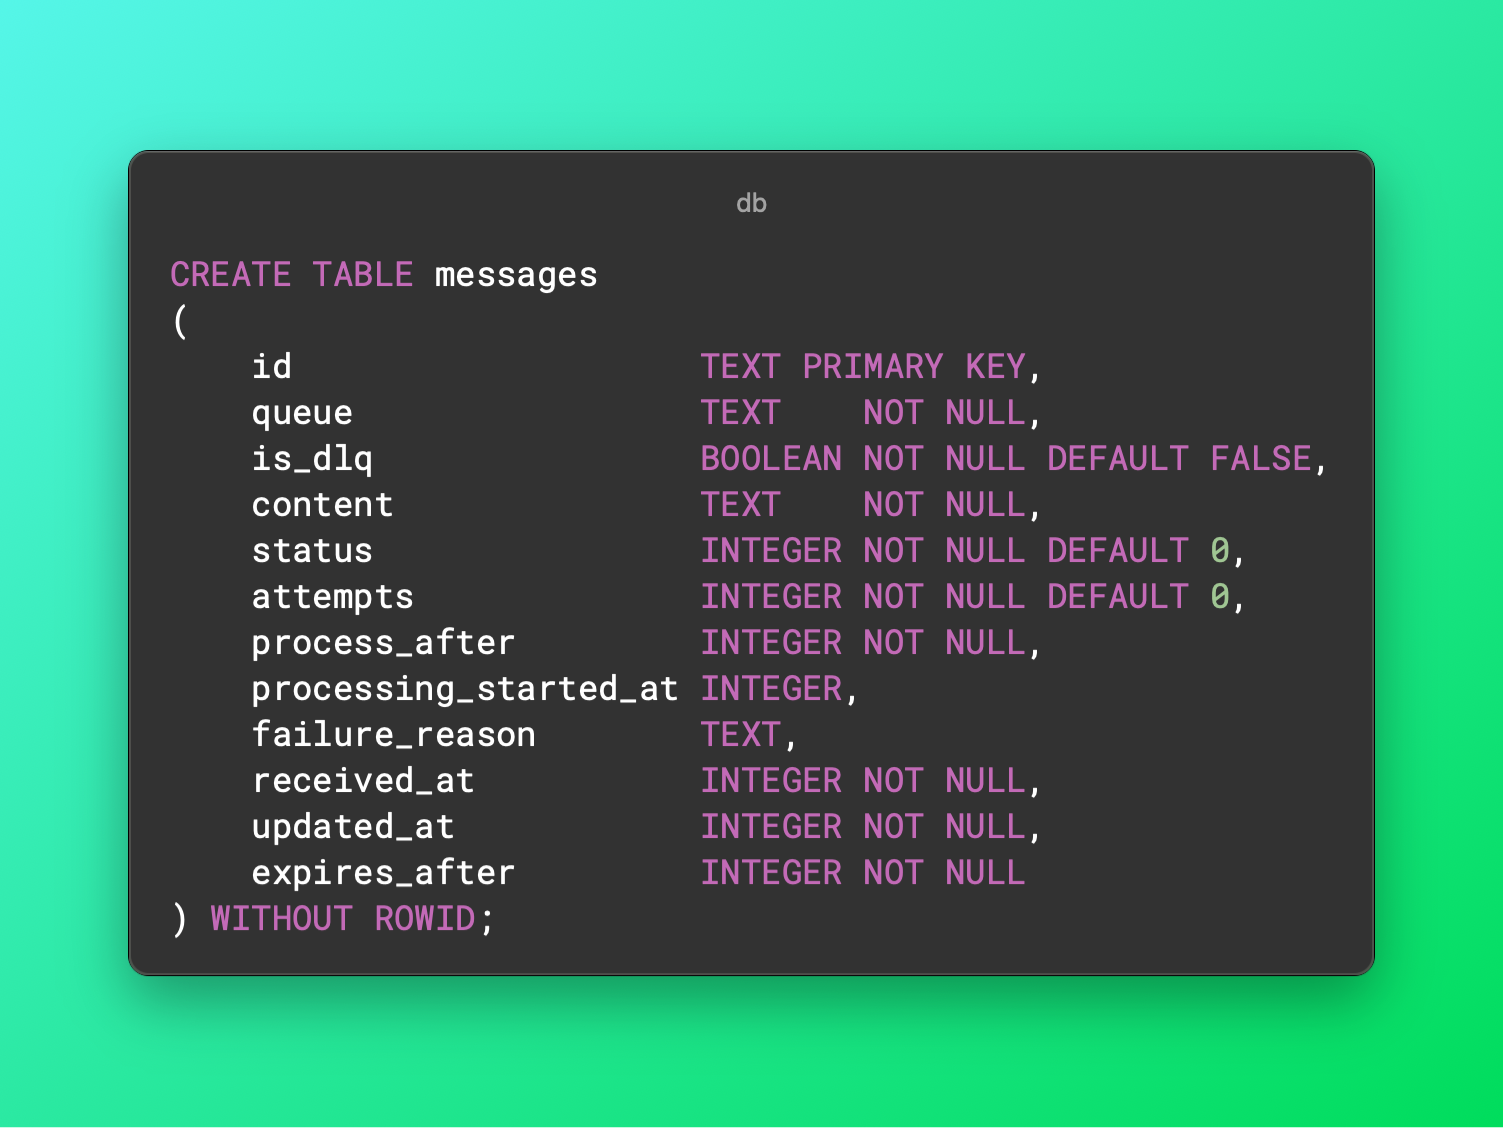 db
CREATE TABLE messages
(
    id                    TEXT PRIMARY KEY,
    queue                 TEXT    NOT NULL,
    is_dlq                BOOLEAN NOT NULL DEFAULT FALSE,
    content               TEXT    NOT NULL,
    status                INTEGER NOT NULL DEFAULT 0,
    attempts              INTEGER NOT NULL DEFAULT 0,
    process_after         INTEGER NOT NULL,
    processing_started_at INTEGER,
    failure_reason        TEXT,
    received_at           INTEGER NOT NULL,
    updated_at            INTEGER NOT NULL,
    expires_after         INTEGER NOT NULL
) WITHOUT ROWID;